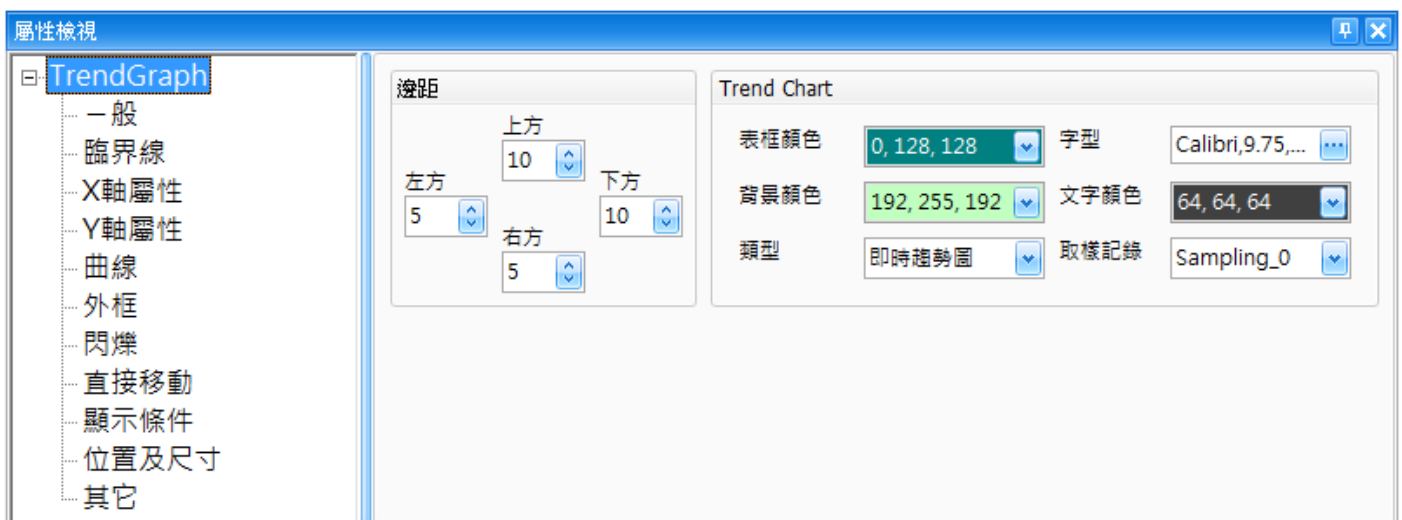 屬性檢視
TrendGraph
一般
臨界線
X軸屬性
Y軸屬性
曲線
外框
閃爍
直接移動
顯示條件
位置及尺寸
其它
邊距
上方
10
左方
5
下方
10
右方
5
Trend Chart
表框顏色
0, 128, 128
字型
Calibri,9.75,...
背景顏色
192, 255, 192
文字顏色
64, 64, 64
類型
即時趨勢圖
取樣記錄
Sampling_0